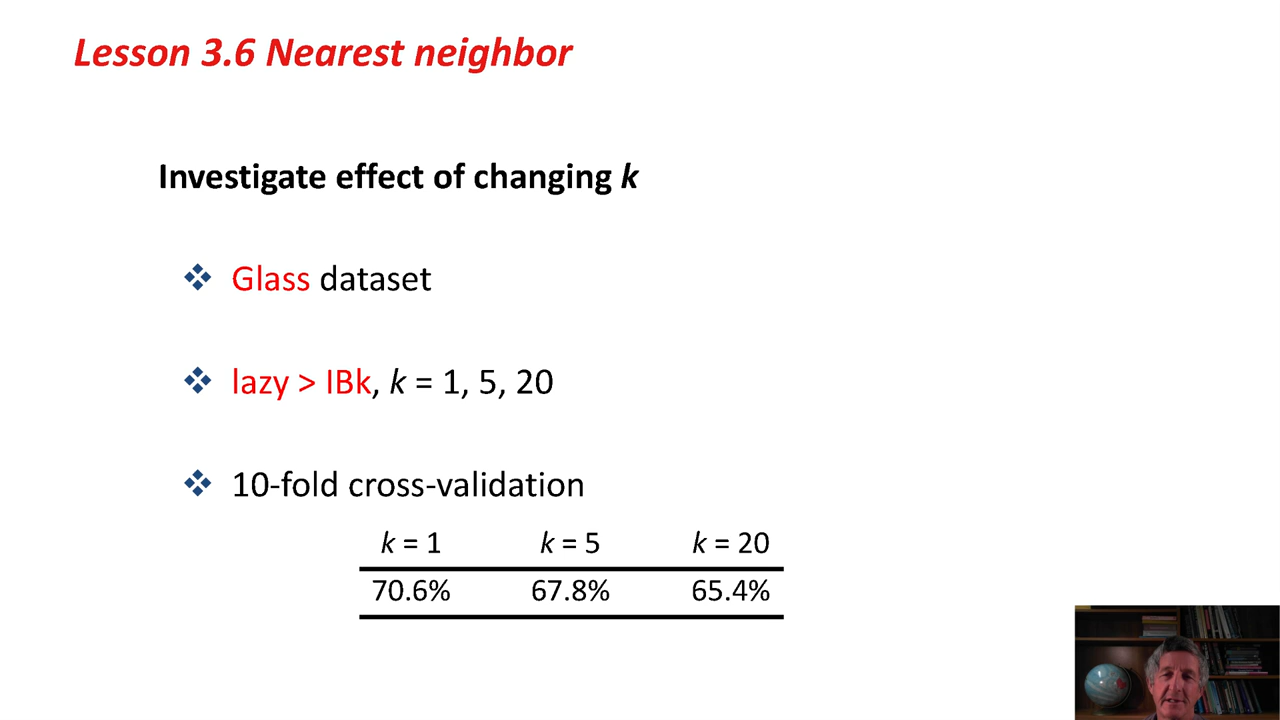 Lesson 3.6 Nearest neighbor
Investigate effect of changing k
Glass dataset
lazy > IBk, k = 1, 5, 20
10-fold cross-validation
k = 1 k = 5 k = 20
70.6% 67.8% 65.4%